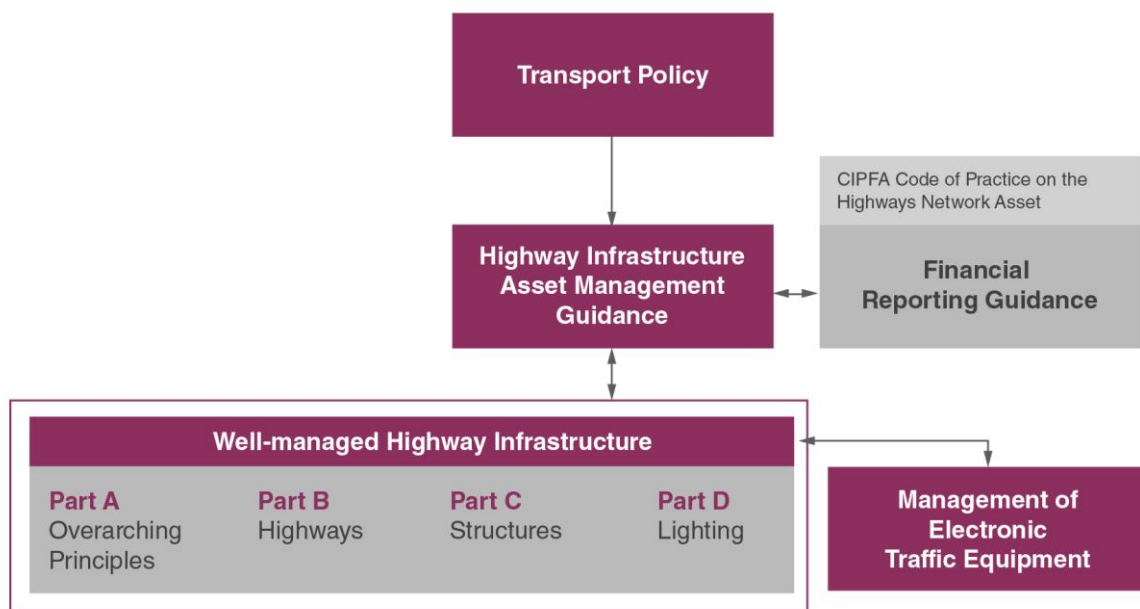 Transport Policy
CIPFA Code of Practice on the
Highways Network Asset
Highway Infrastructure
Asset Management
Guidance
Financial
Reporting Guidance
Well-managed Highway Infrastructure
Part A
Overarching
Principles
Part B
Highways
Part C
Structures
Part D
Lighting
Management of
Electronic
Traffic Equipment